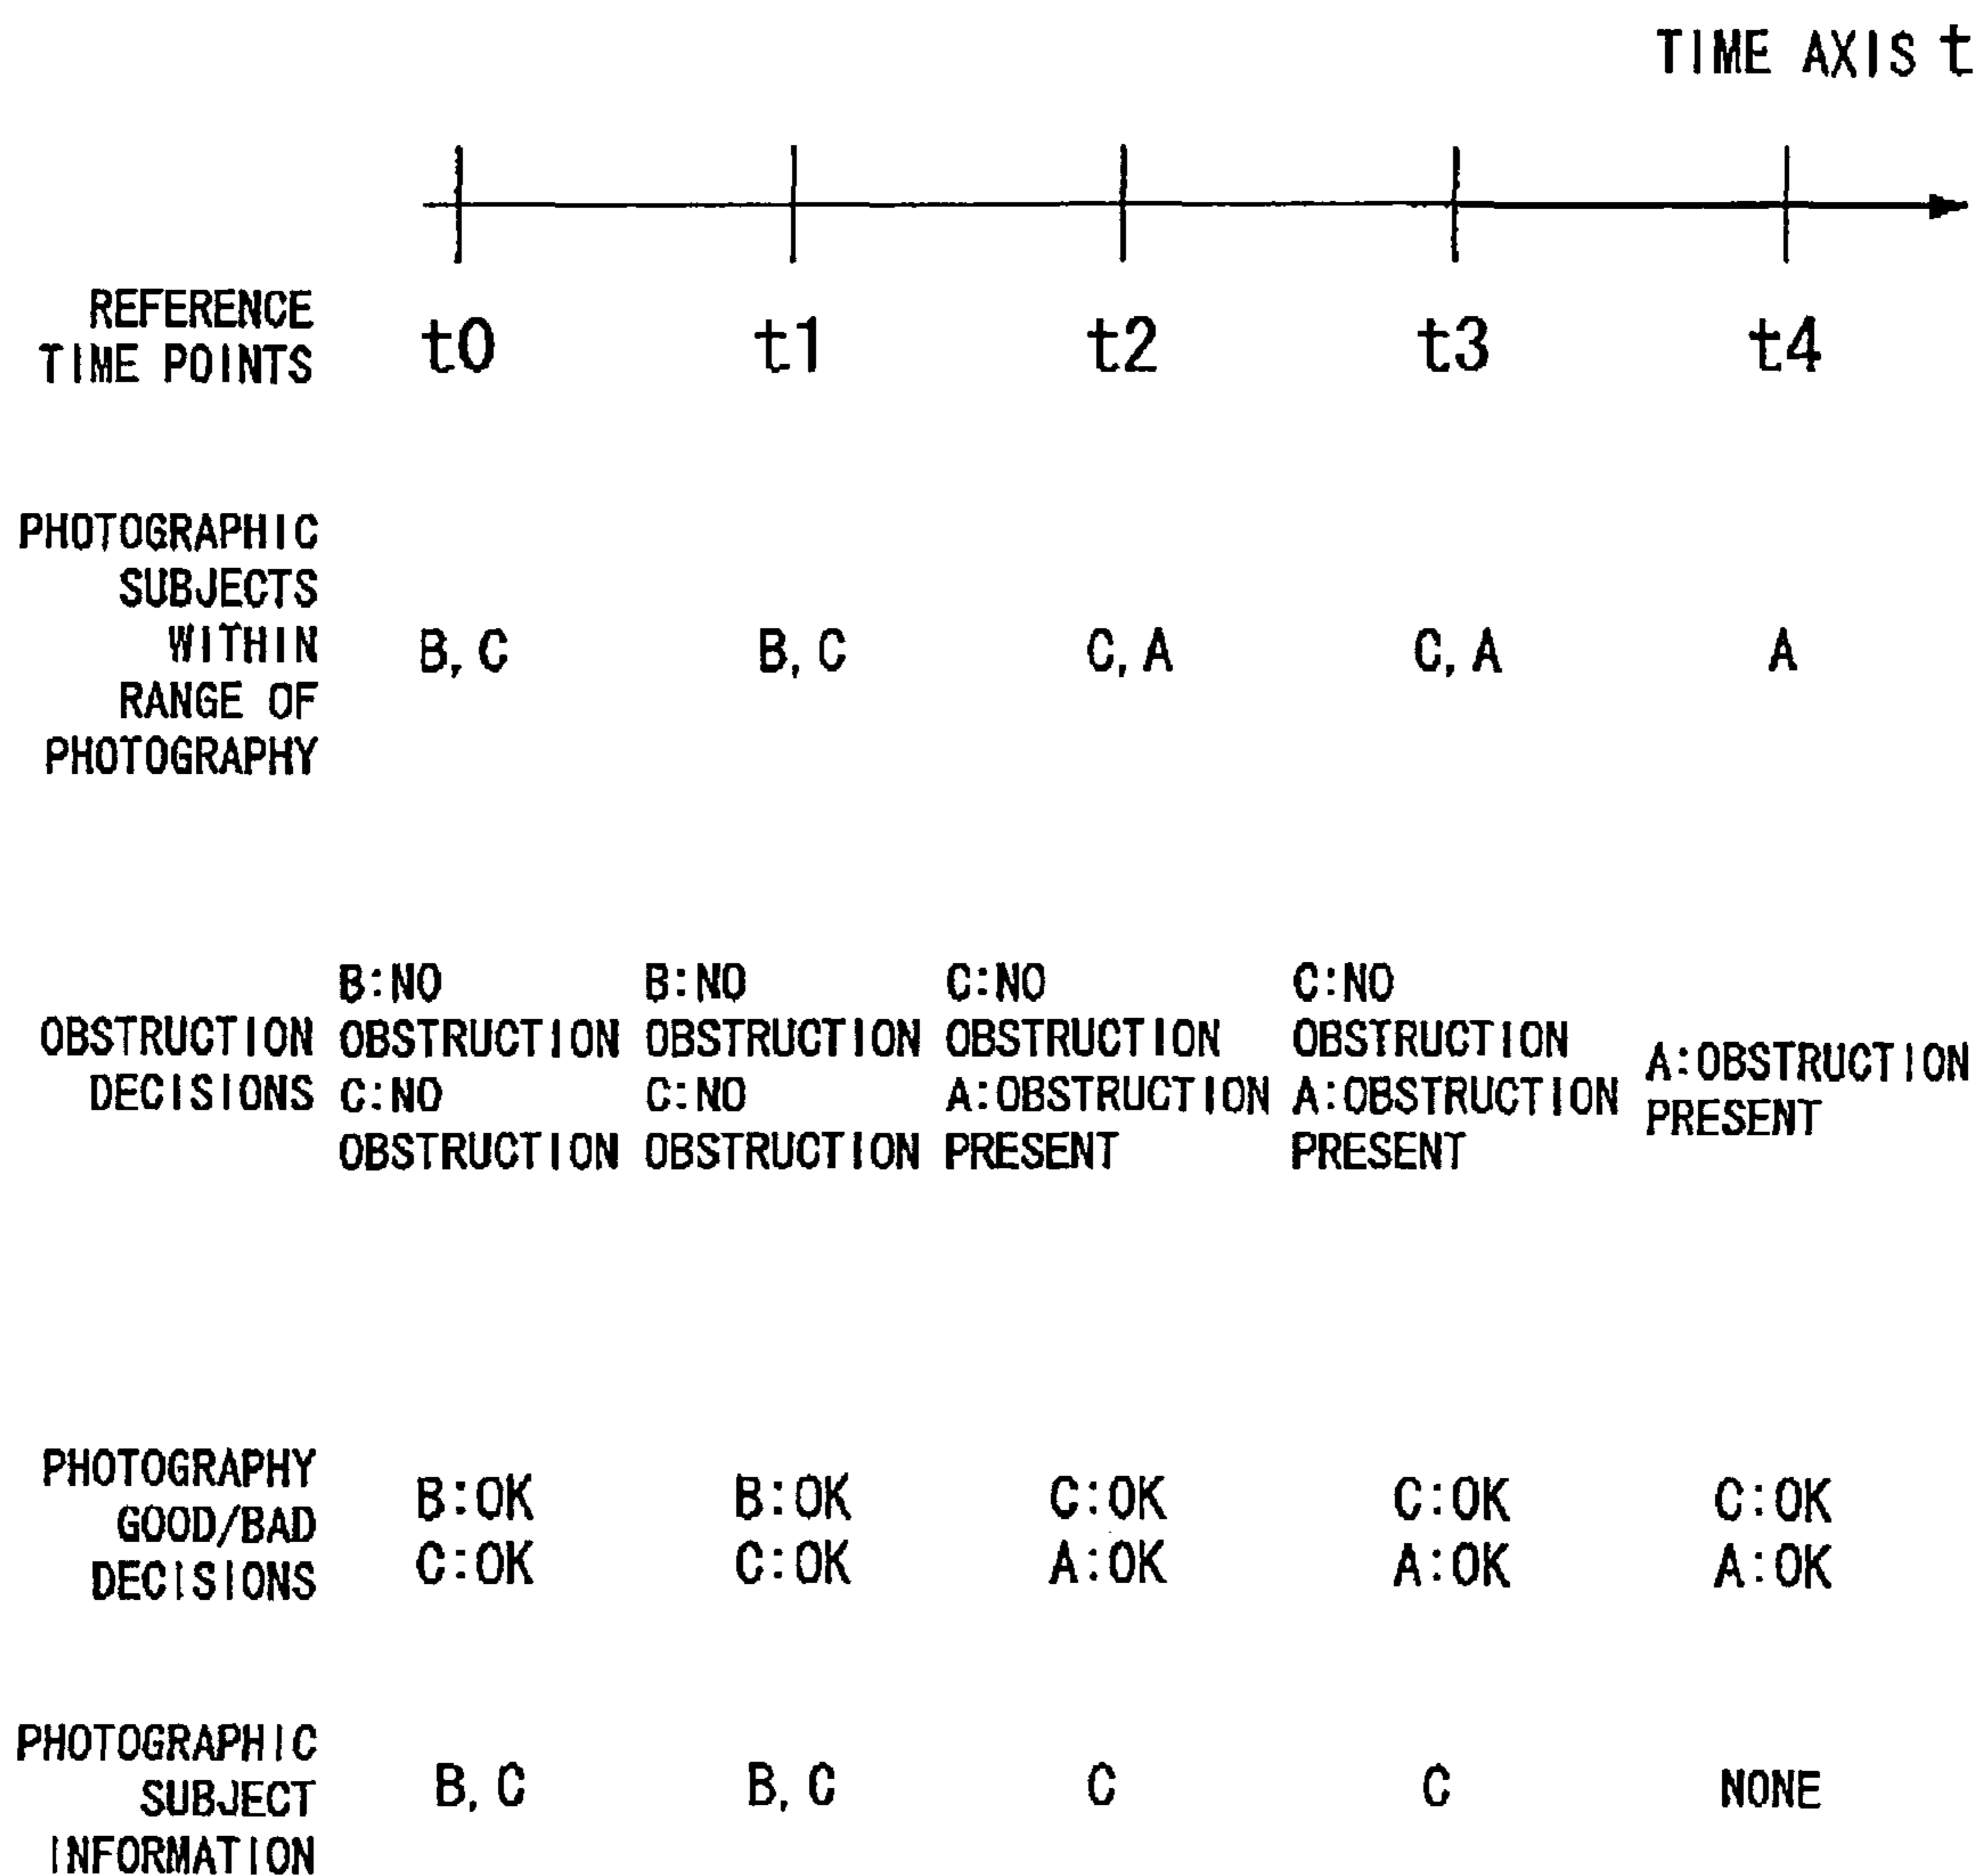 TIME AXIS t
REFERENCE
TIME POINTS
t0 t1 t2 t3 t4
PHOTOGRAPHIC
SUBJECTS
WITHIN
RANGE OF
PHOTOGRAPHY
B, C B, C C, A C, A A
OBSTRUCTION
DECISIONS
B:NO
OBSTRUCTION
C:NO
OBSTRUCTION
B:NO
OBSTRUCTION
C:NO
OBSTRUCTION
C:NO
OBSTRUCTION
A:OBSTRUCTION
PRESENT
C:NO
OBSTRUCTION
A:OBSTRUCTION
PRESENT
A:OBSTRUCTION
PRESENT
PHOTOGRAPHY
GOOD/BAD
DECISIONS
B:OK B:OK C:OK C:OK C:OK
C:OK C:OK A:OK A:OK A:OK
PHOTOGRAPHIC
SUBJECT
INFORMATION
B, C B, C C C NONE